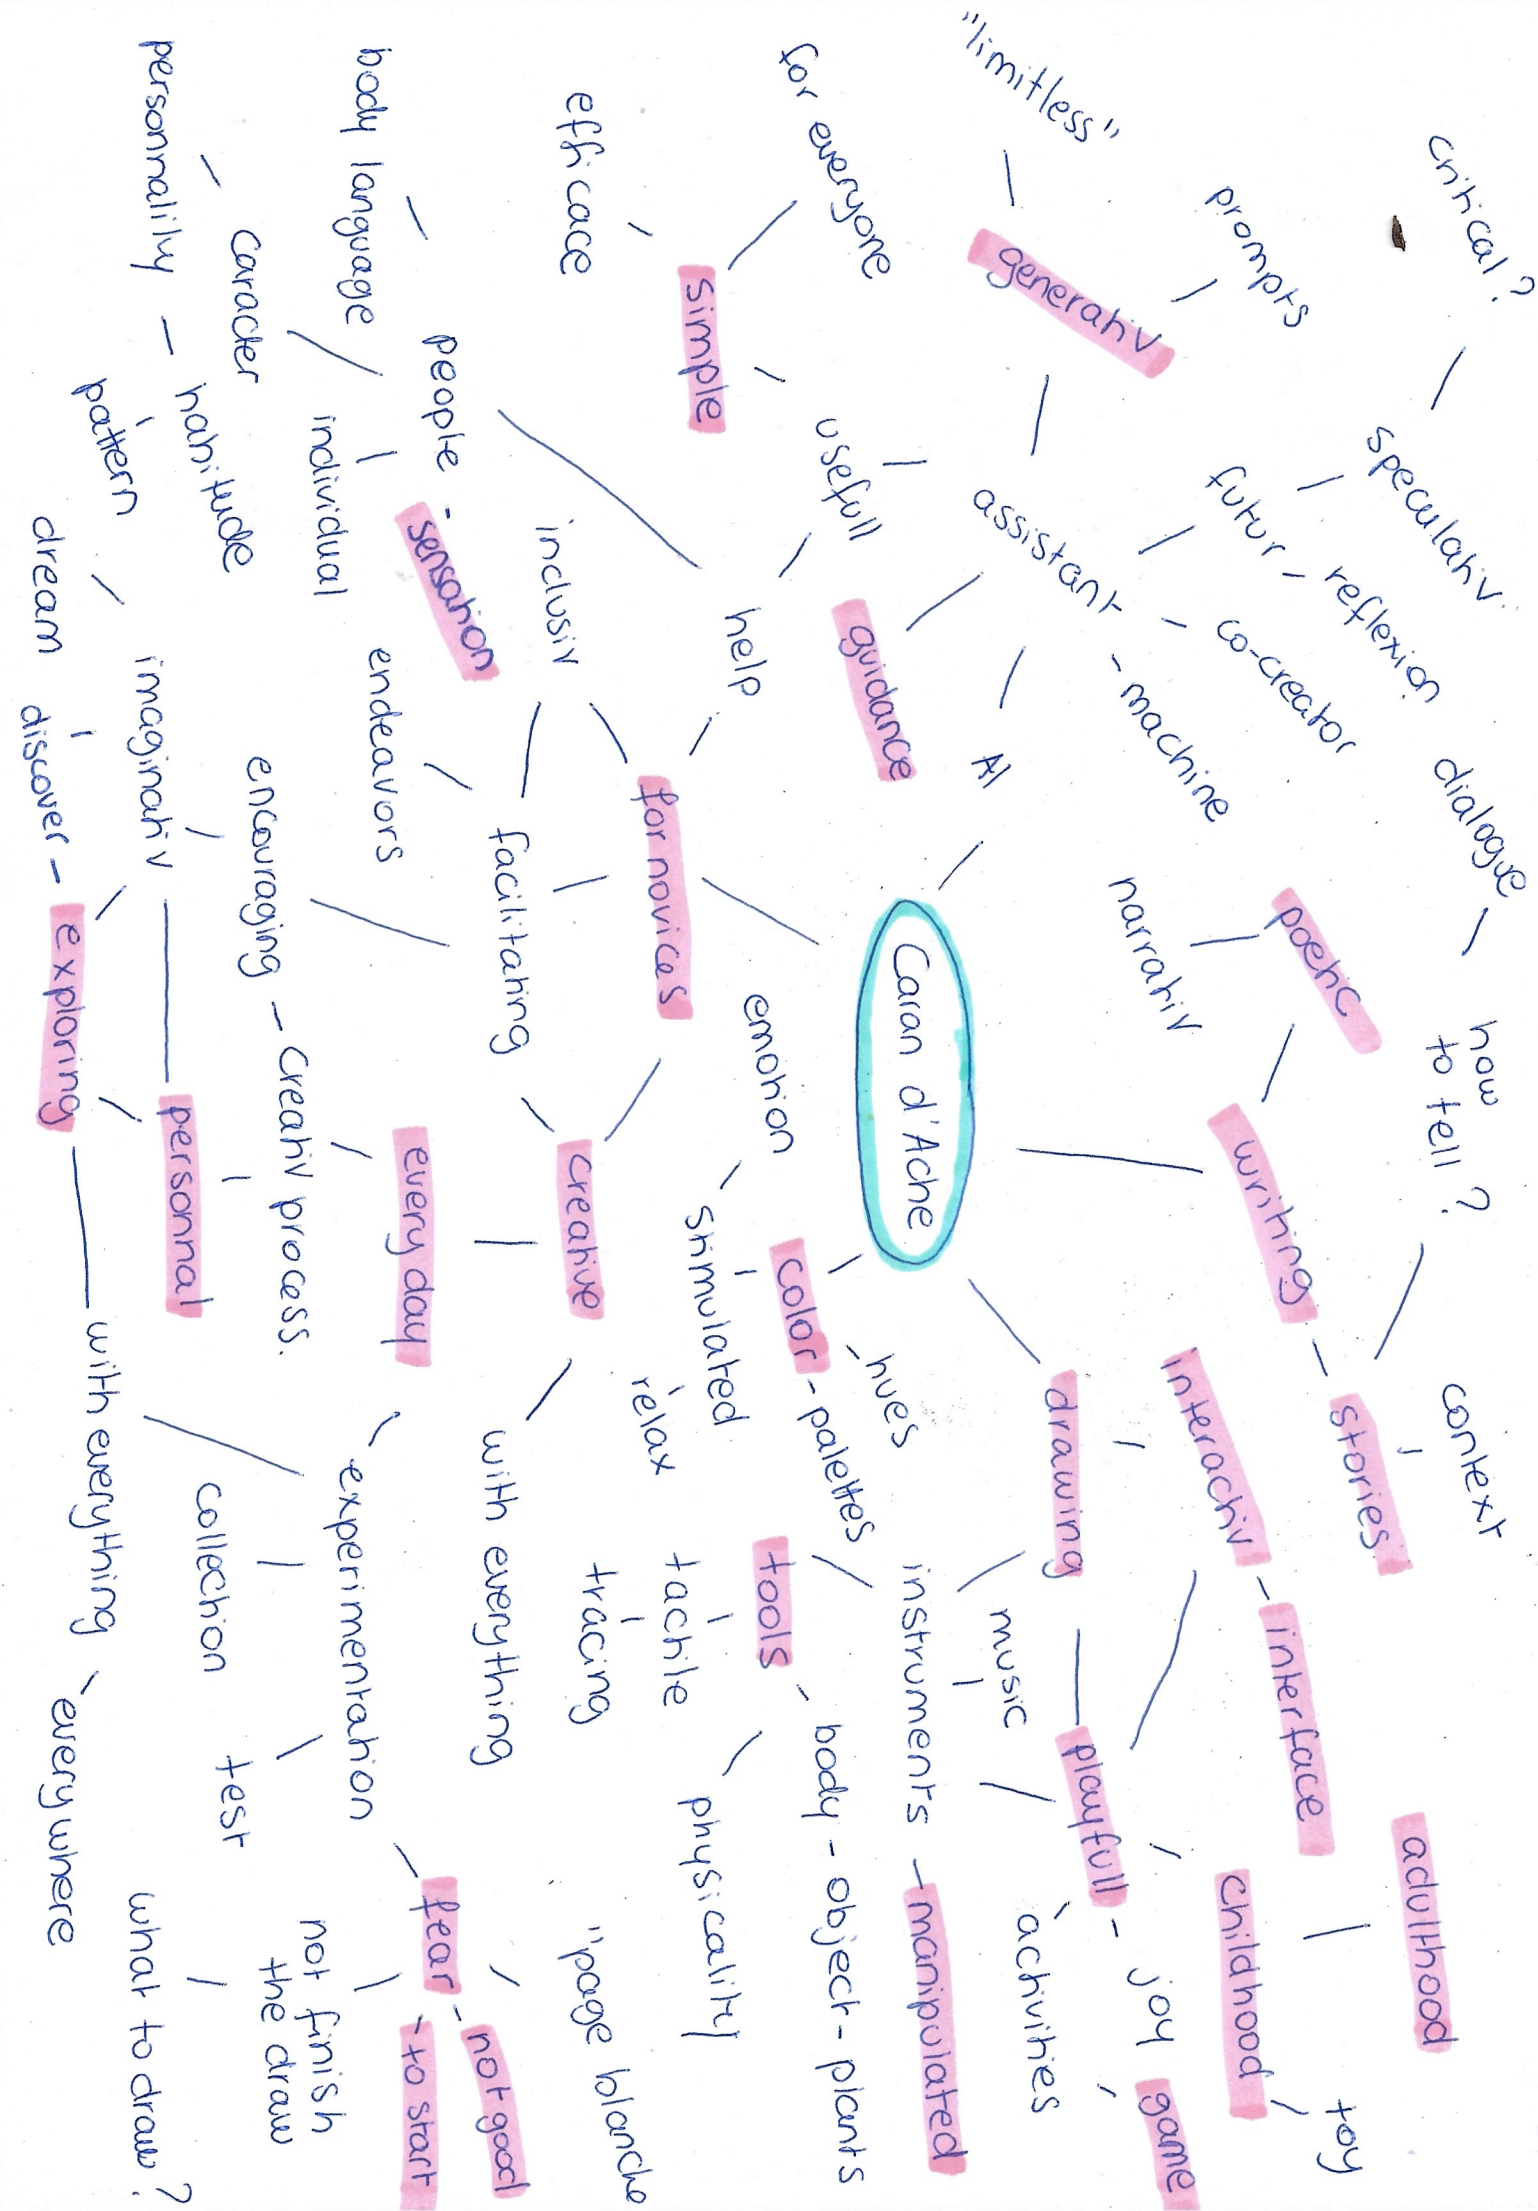 critical?
speculativ
dialogue
how
to tell ?
context
adulthood
toy
prompts
futur
reflexion
co-creator
poetic
stories
interface
childhood
"limitless"
generativ
assistant
machine
narrativ
writing
interactiv
joy
game
playfull
activities
AI
drawing
music
for everyone
usefull
guidance
Caran d'Ache
hues
instruments
manipulated
simple
help
emotion
color
palettes
body
object
plants
efficace
inclusiv
for novices
stimulated
tools
relax
tactile
physicality
tracing
"page blanche
people
sensation
facilitating
creative
with everything
not good
body language
individual
endeavors
every day
experimentation
fear
to start
not finish
the draw
caracter
habitude
encouraging
creativ process.
collection
test
personnality
pattern
imaginativ
personnal
what to draw ?
dream
discover
exploring
with everything
everywhere